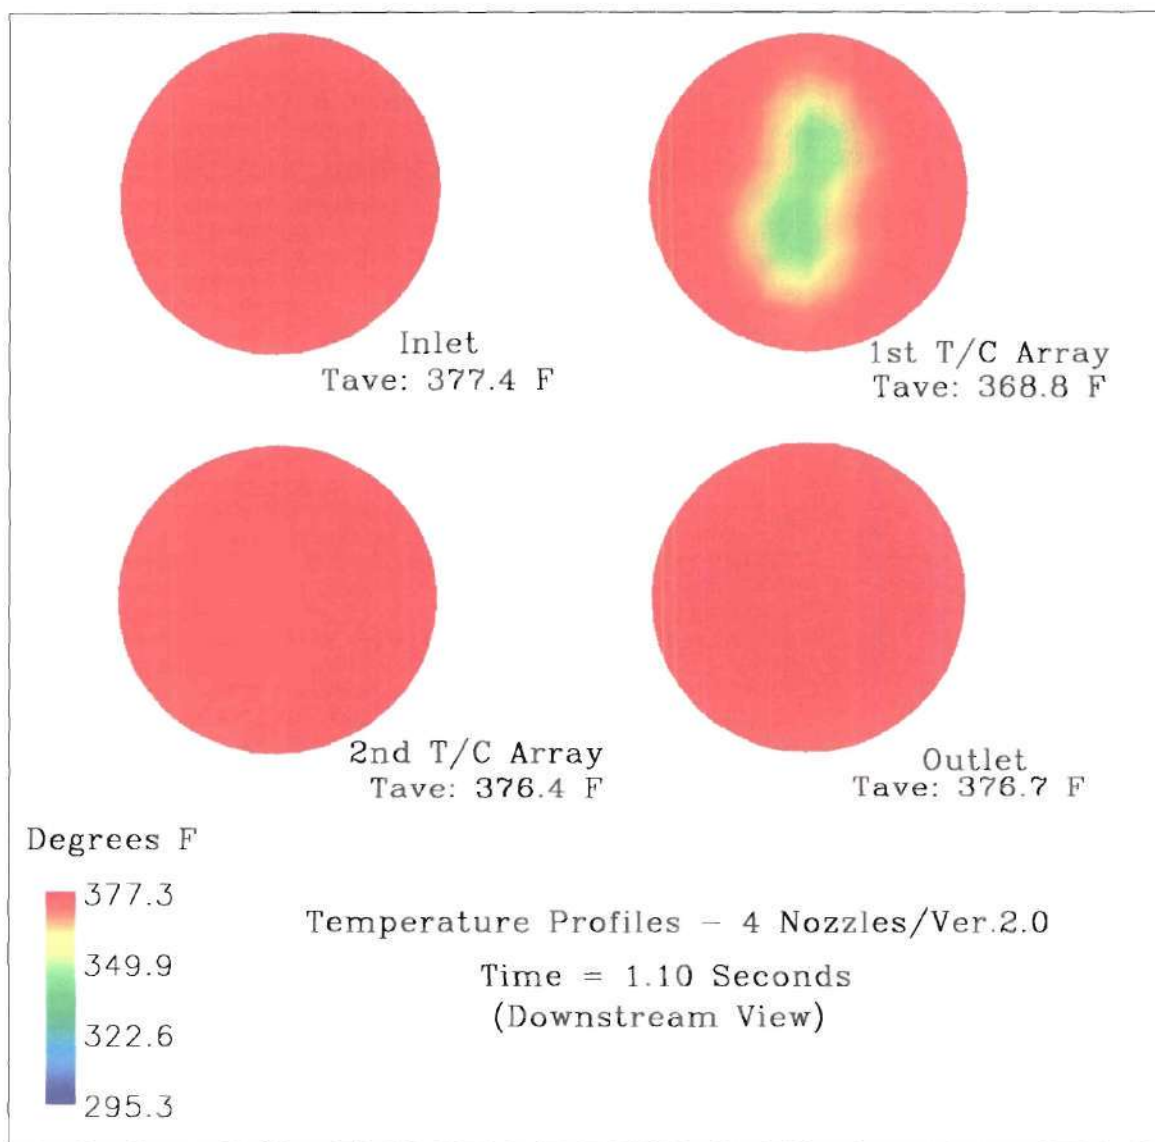 Inlet
Tave: 377.4 F
1st T/C Array
Tave: 368.8 F
2nd T/C Array
Tave: 376.4 F
Outlet
Tave: 376.7 F
Degrees F
377.3
349.9
322.6
295.3
Temperature Profiles - 4 Nozzles/Ver.2.0
Time = 1.10 Seconds
(Downstream View)